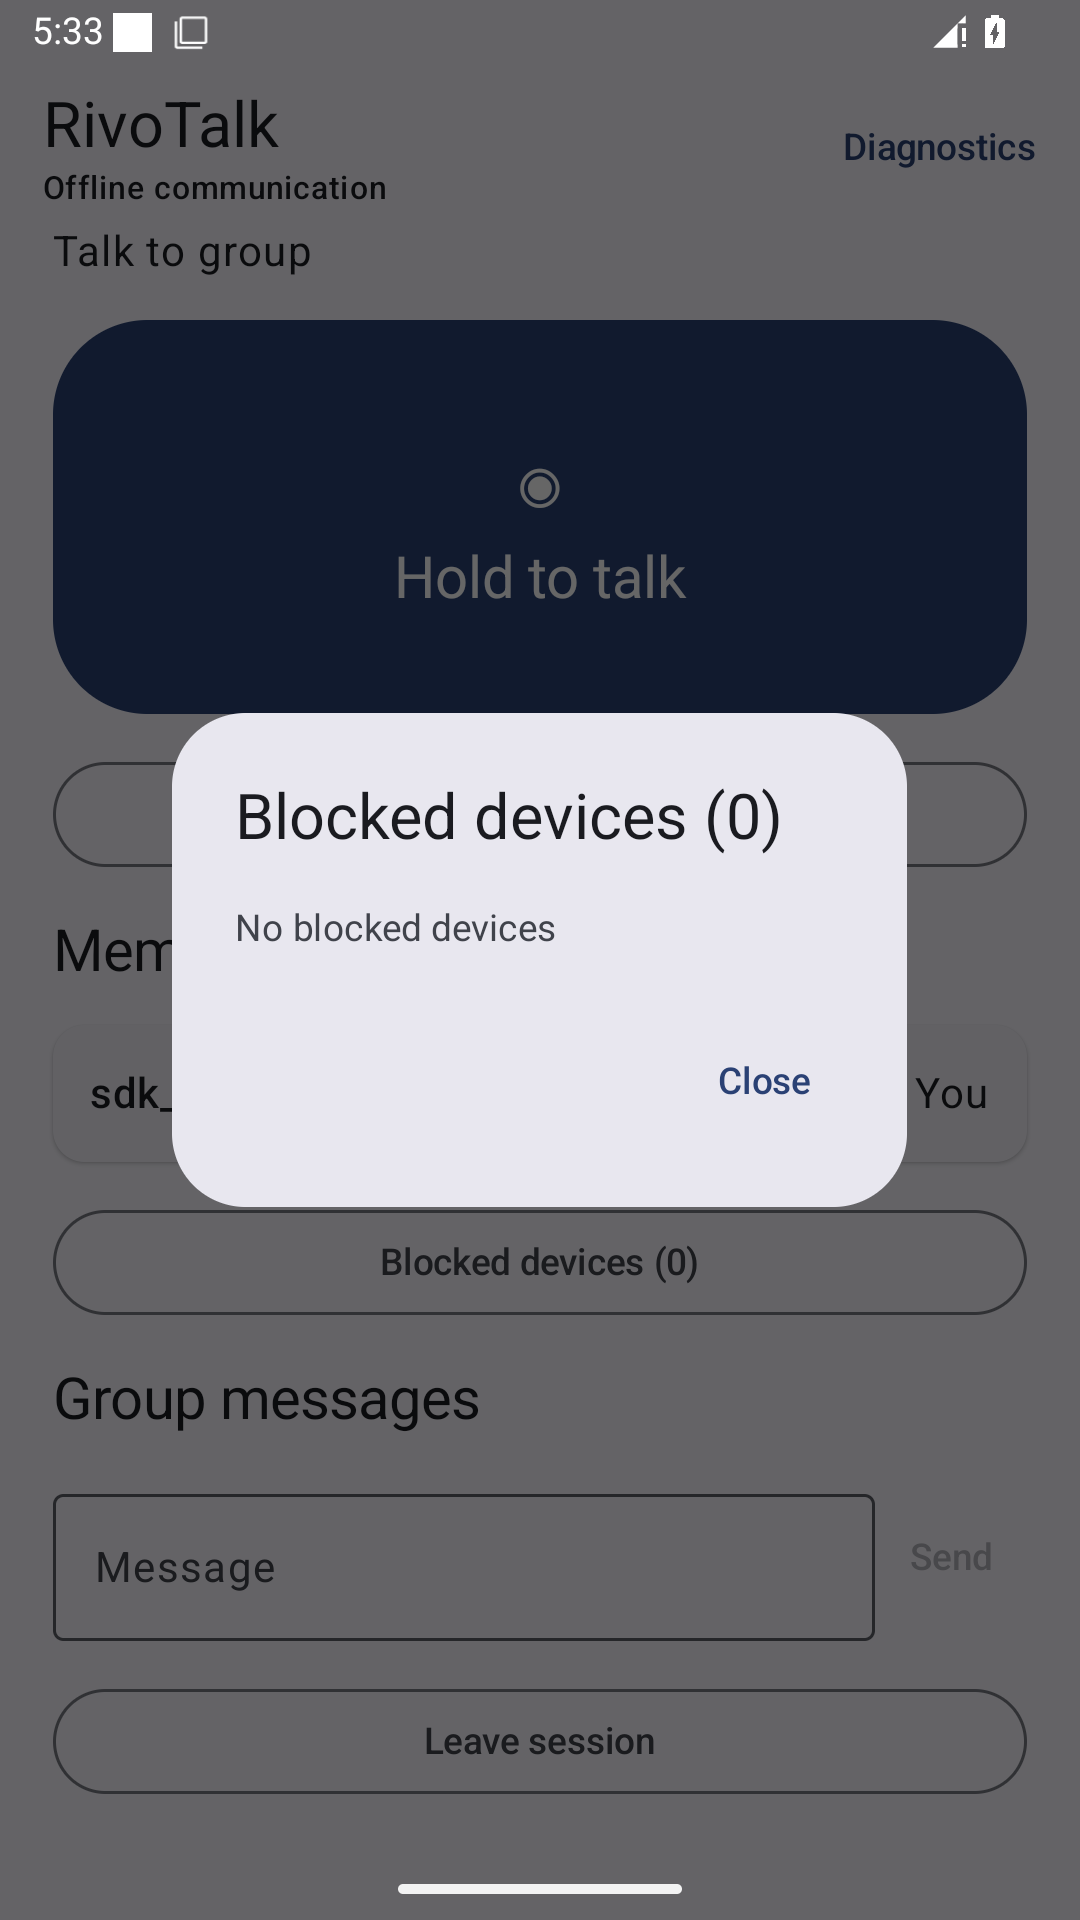 5:33
RivoTalk
Diagnostics
Offline communication
Talk to group
Hold to talk
Blocked devices (0)
No blocked devices
Close
Mem
sdk_
You
Blocked devices (0)
Group messages
Message
Send
Leave session